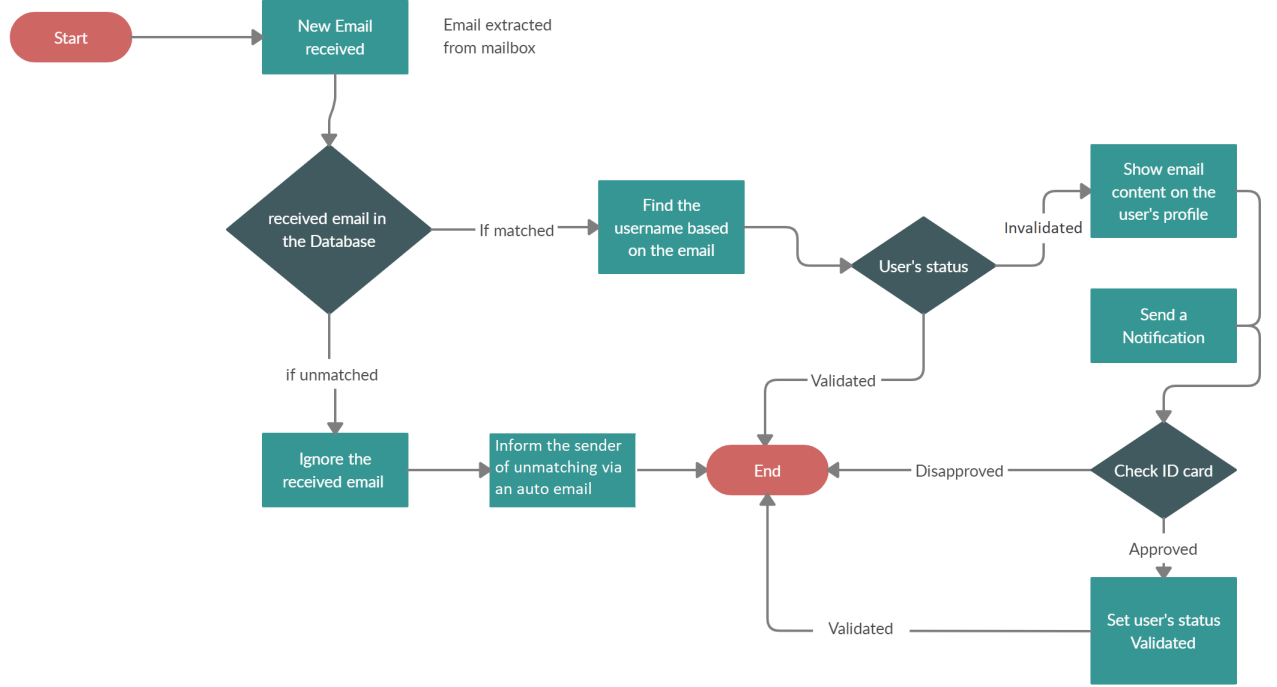 Start
New Email
received
Email extracted
from mailbox
received email in
the Database
If matched
Find the
username based
on the email
User's status
Invalidated
Show email
content on the
user's profile
Send a
Notification
if unmatched
Validated
Ignore the
received email
Inform the sender
of unmatching via
an auto email
End
Disapproved
Check ID card
Approved
Validated
Set user's status
Validated